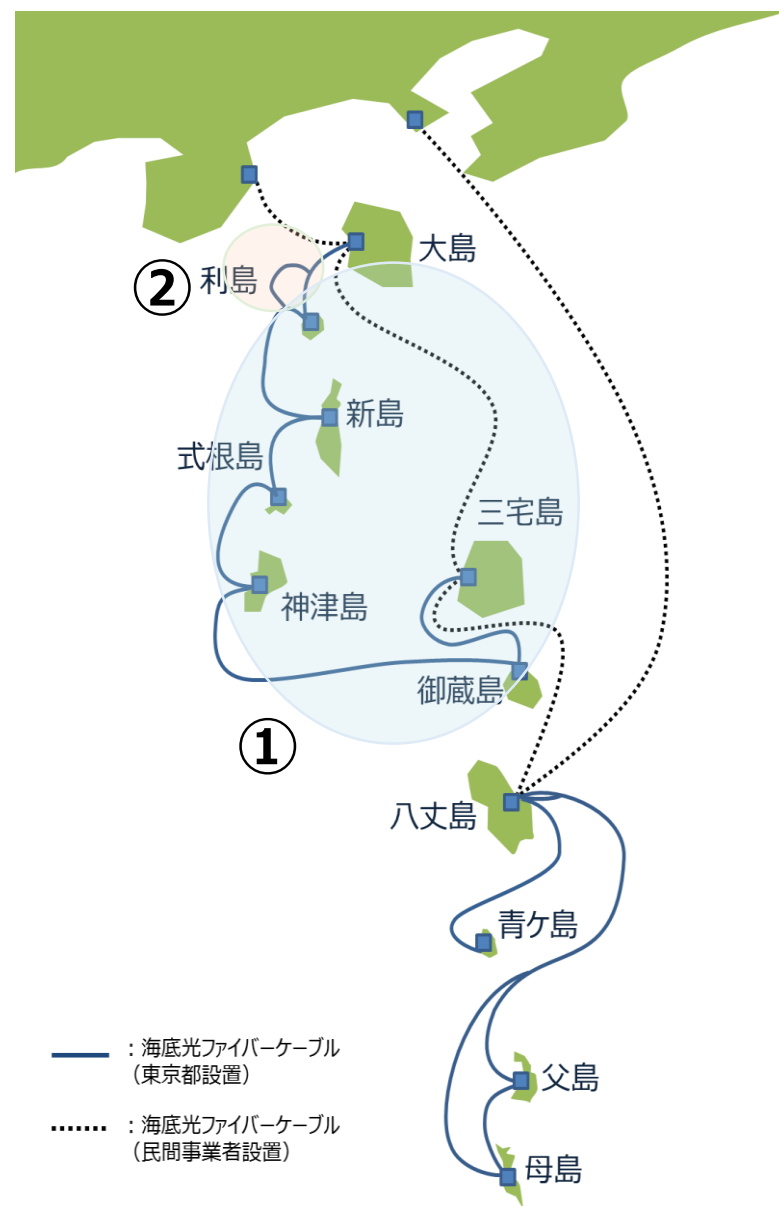 大島
② 利島
新島
式根島
三宅島
神津島
御蔵島
①
八丈島
青ケ島
：海底光ファイバーケーブル
（東京都設置）
父島
：海底光ファイバーケーブル
（民間事業者設置）
母島